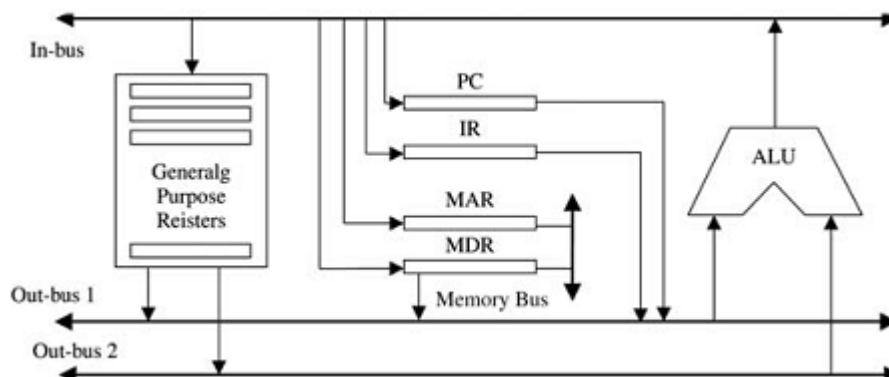 In-bus
PC
IR
Generalg
Purpose
Reisters
ALU
MAR
MDR
Out-bus 1
Memory Bus
Out-bus 2